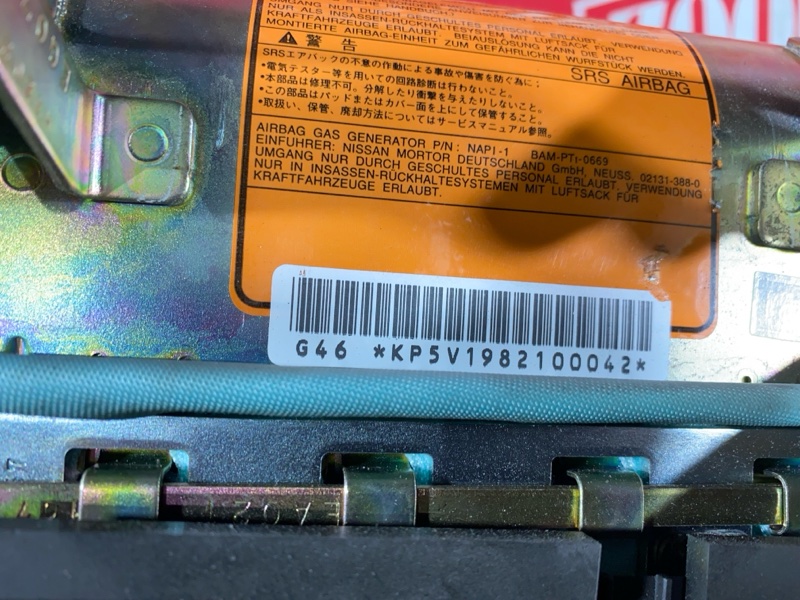 UMGANG NUR DURCH GESCHULTES PERSONAL ERLAUBT. VERWENDUNG
NUR ALS INSASSEN-RÜCKHALTESYSTEM MIT LUFTSACK FÜR
KRAFTFAHRZEUGE ERLAUBT. BEAUSLÖSUNG KANN DIE NICHT
MONTIERTE AIRBAG-EINHEIT ZUM GEFÄHRLICHEN WURFSTÜCK WERDEN.
⚠ 警 告
SRS AIRBAG
SRSエアバックの不意の作動による事故や傷害を防ぐ為に;
•電気テスター等を用いての回路診断は行わないこと。
•本部品は修理不可。分解したり衝撃を与えたりしないこと。
•この部品はパッドまたはカバー面を上にして保管すること。
•取扱い、保管、廃却方法についてはサービスマニュアル参照。
AIRBAG GAS GENERATOR P/N: NAPI-1 BAM-PTI-0669
EINFUHRER: NISSAN MORTOR DEUTSCHLAND GmbH, NEUSS. 02131-388-0
UMGANG NUR DURCH GESCHULTES PERSONAL ERLAUBT. VERWENDUNG
NUR IN INSASSEN-RÜCKHALTESYSTEMEN MIT LUFTSACK FÜR
KRAFTFAHRZEUGE ERLAUBT.
G46 *KP5V1982100042*